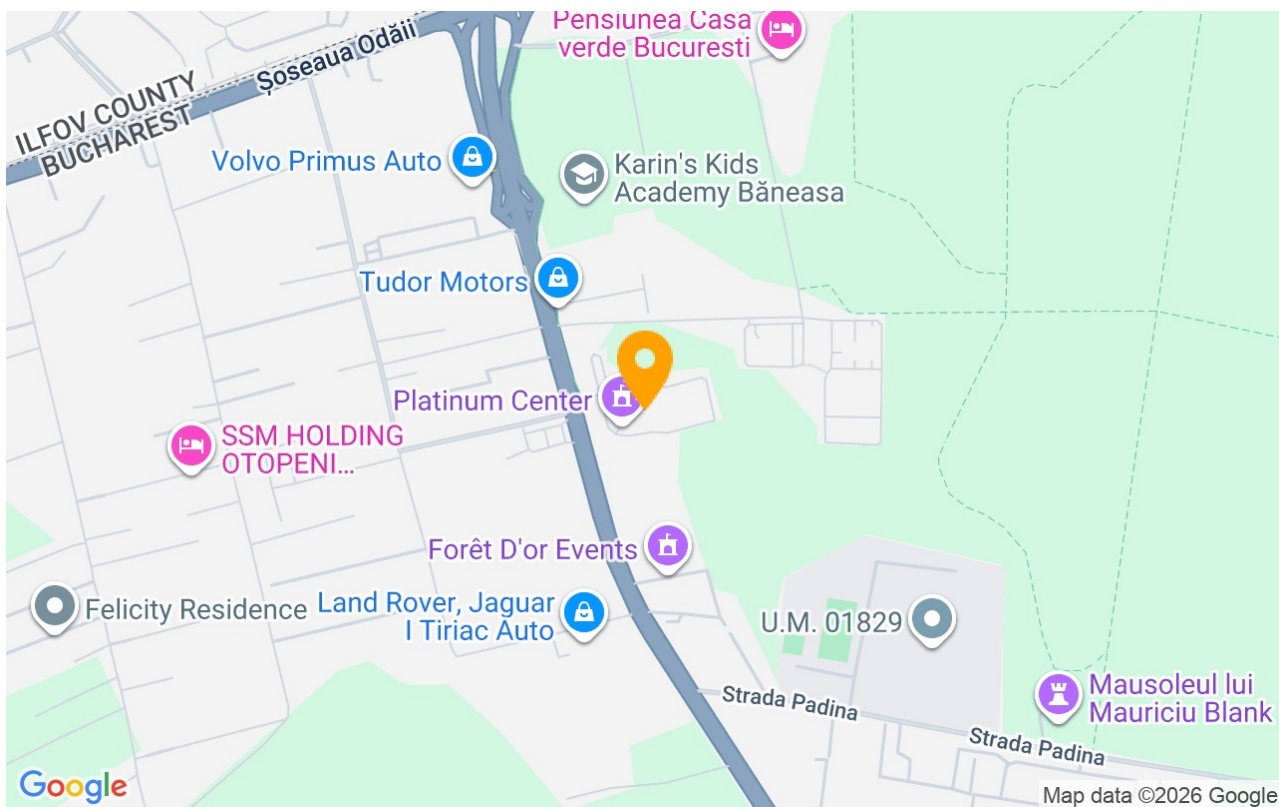 Pensiunea Casa
verde Bucuresti
Șoseaua Odăii
ILFOV COUNTY
BUCHAREST
Volvo Primus Auto
Karin's Kids
Academy Băneasa
Tudor Motors
Platinum Center
SSM HOLDING
OTOPENI...
Forêt D'or Events
Felicity Residence
Land Rover, Jaguar
I Tiriac Auto
U.M. 01829
Strada Padina
Mausoleul lui
Mauriciu Blank
Strada Padina
Google
Map data ©2026 Google